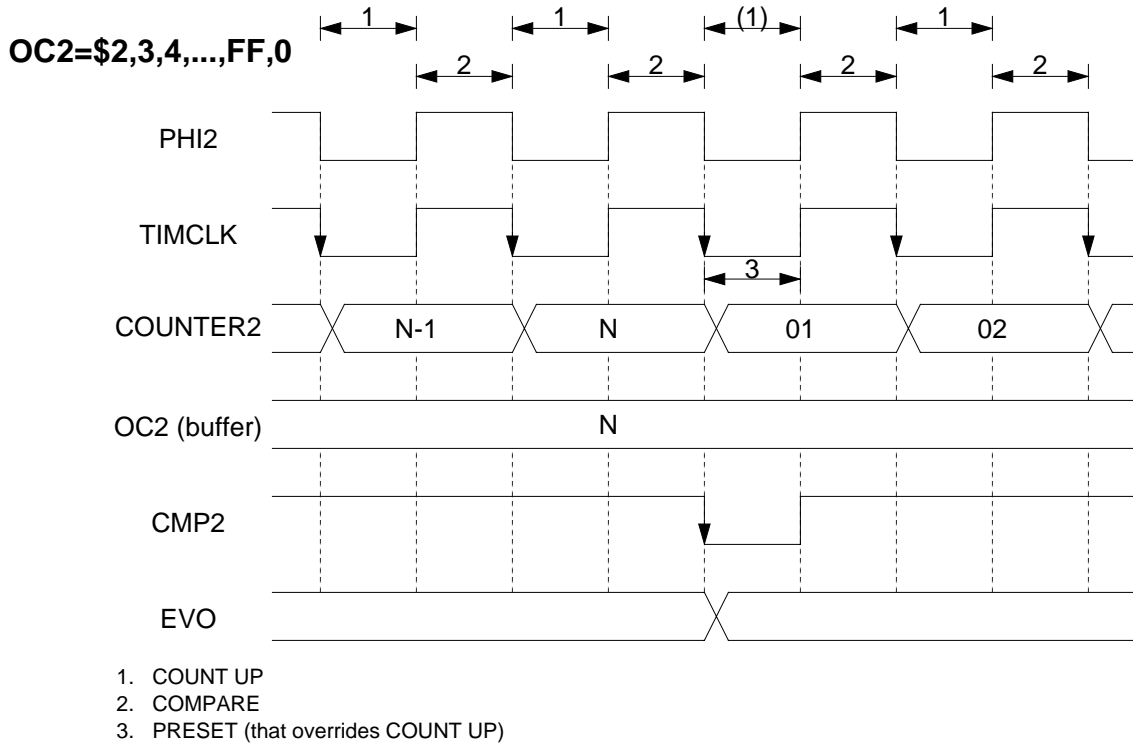 1 1 (1) 1
OC2=$2,3,4,...,FF,0
2 2 2 2
PHI2
TIMCLK
3
COUNTER2 N-1 N 01 02
OC2 (buffer) N
CMP2
EVO
1. COUNT UP
2. COMPARE
3. PRESET (that overrides COUNT UP)